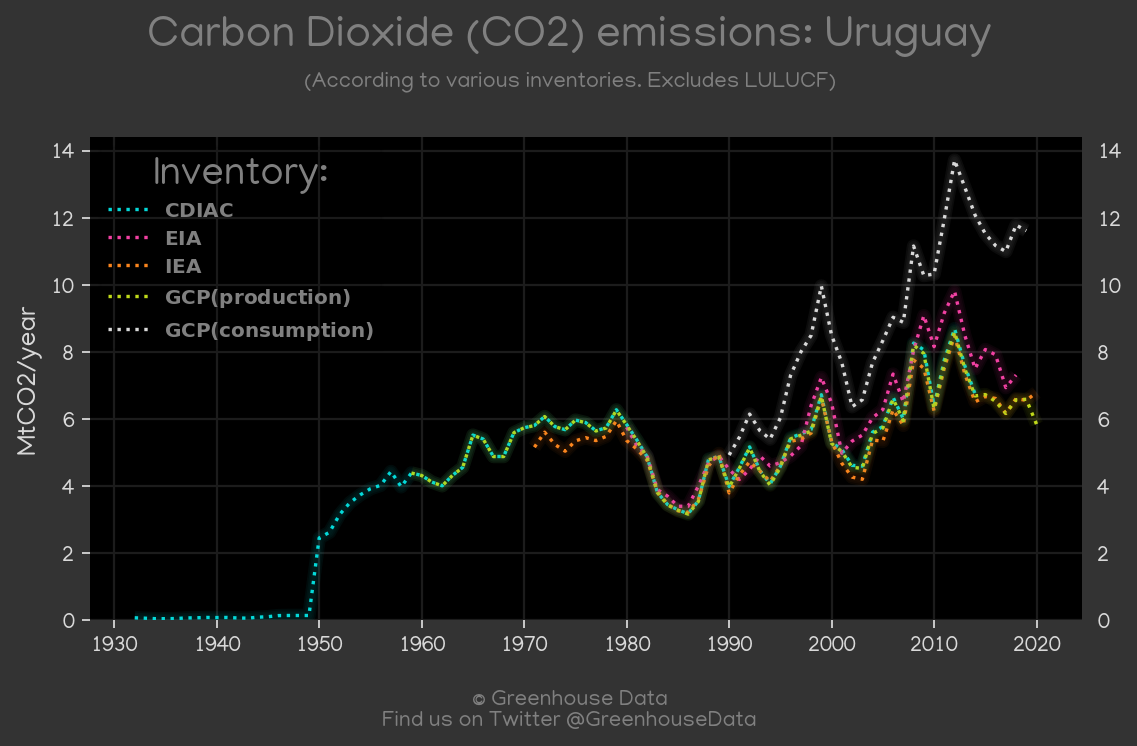 Carbon Dioxide (CO2) emissions: Uruguay
(According to various inventories. Excludes LULUCF)
Inventory:
CDIAC
EIA
IEA
GCP(production)
GCP(consumption)
MtCO2/year
14
12
10
8
6
4
2
0
14
12
10
8
6
4
2
0
1930 1940 1950 1960 1970 1980 1990 2000 2010 2020
© Greenhouse Data
Find us on Twitter @GreenhouseData